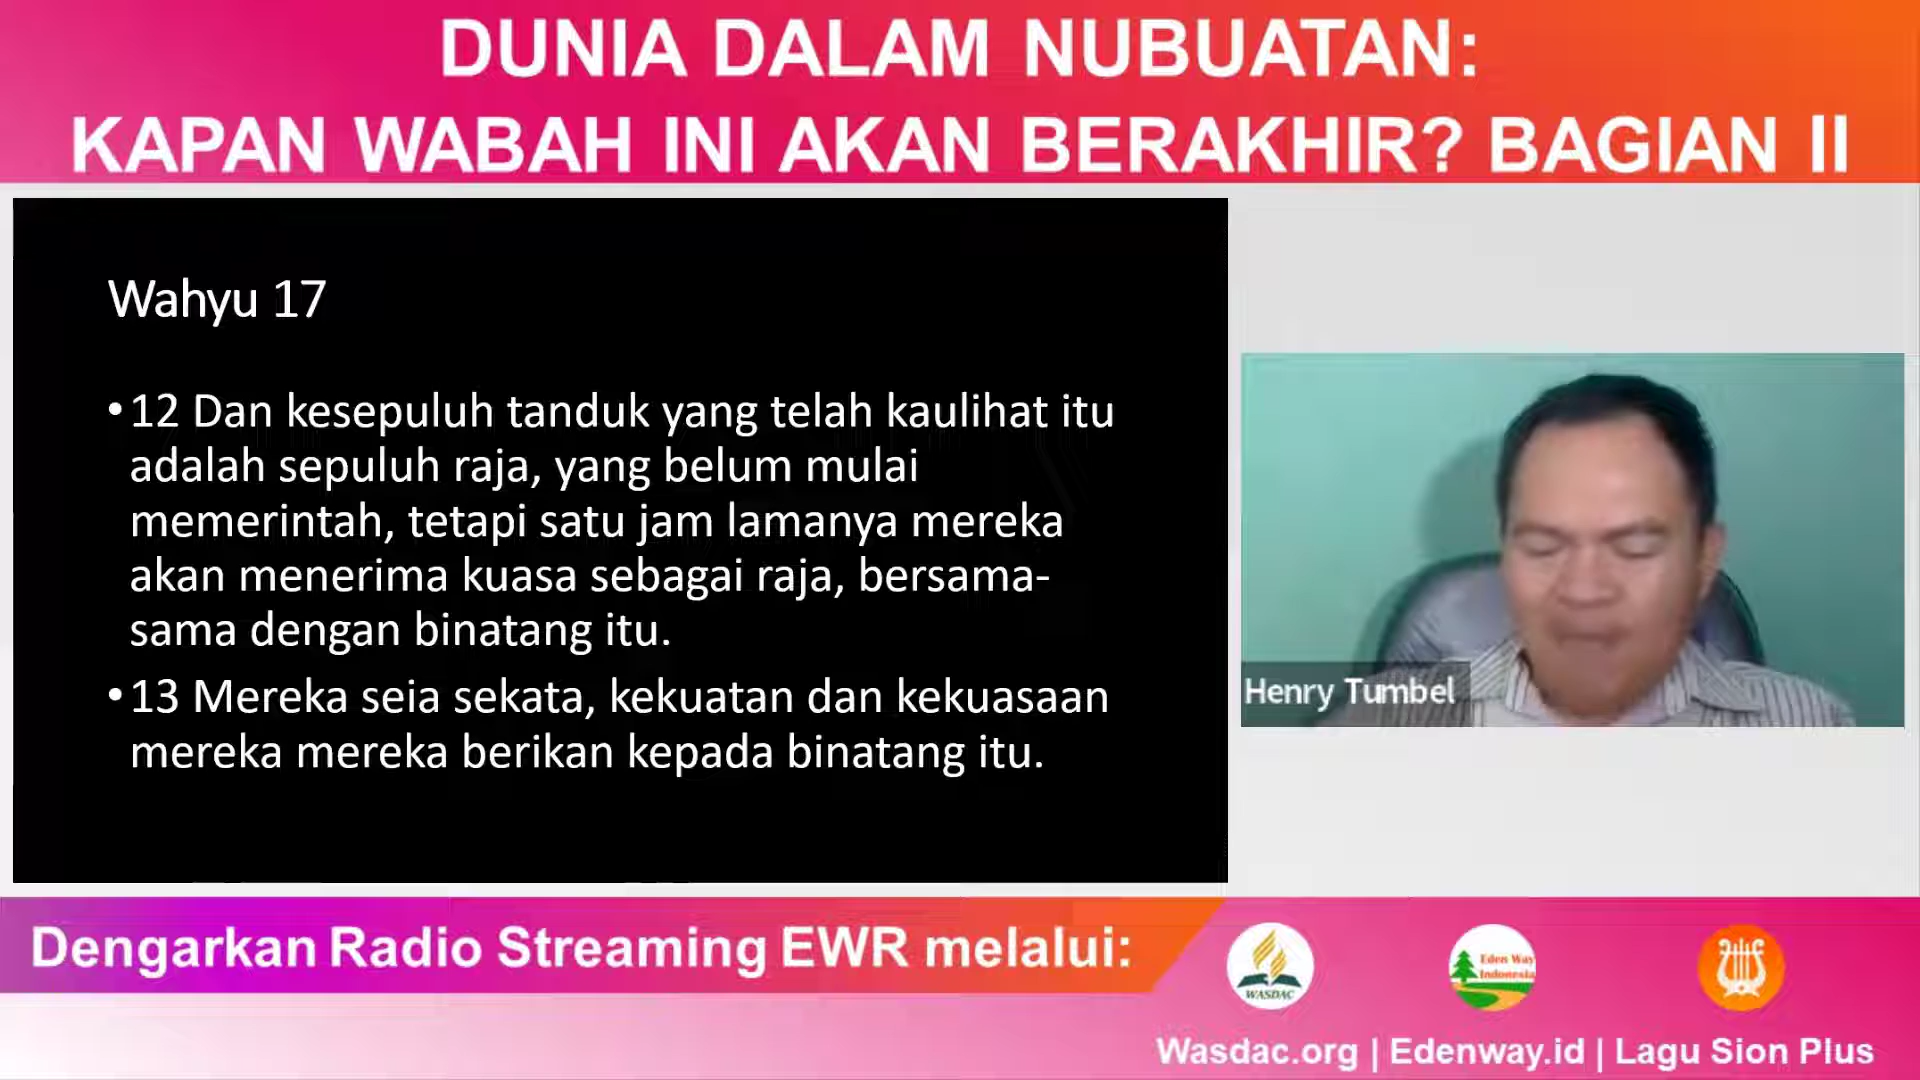 DUNIA DALAM NUBUATAN:
KAPAN WABAH INI AKAN BERAKHIR? BAGIAN II
Wahyu 17
•12 Dan kesepuluh tanduk yang telah kaulihat itu
adalah sepuluh raja, yang belum mulai
memerintah, tetapi satu jam lamanya mereka
akan menerima kuasa sebagai raja, bersama-
sama dengan binatang itu.
•13 Mereka seia sekata, kekuatan dan kekuasaan
mereka mereka berikan kepada binatang itu.
Henry Tumbel
Dengarkan Radio Streaming EWR melalui:
WASDAC
Eden Way
Indonesia
Wasdac.org | Edenway.id | Lagu Sion Plus